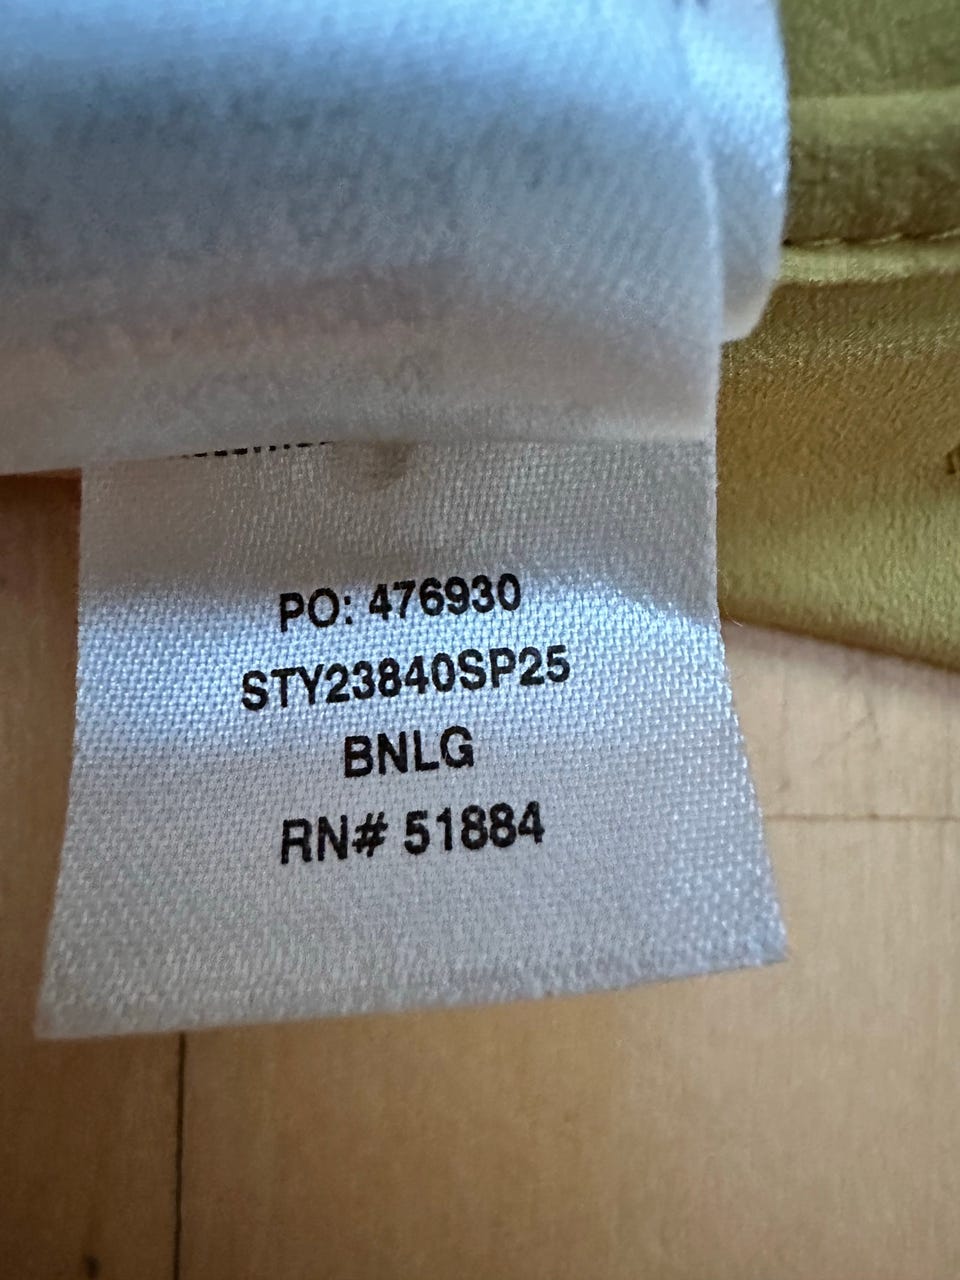 PO: 476930
STY23840SP25
BNLG
RN# 51884